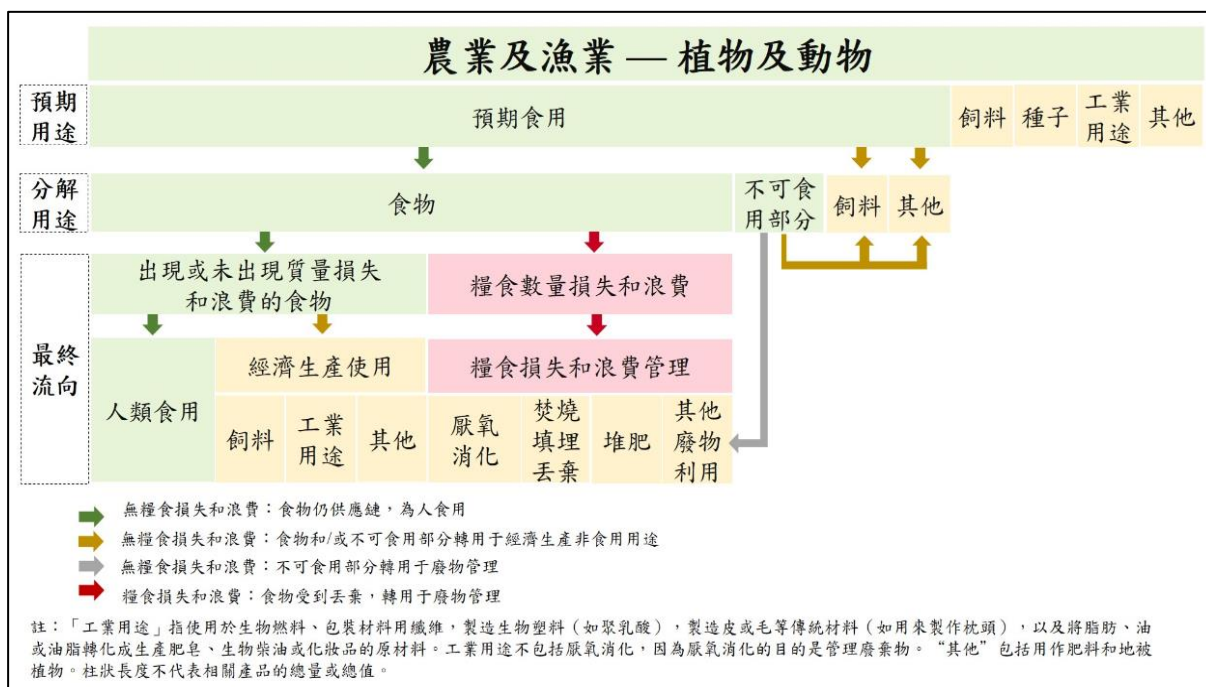 農業及漁業 — 植物及動物
預期
用途
預期食用
飼料
種子
工業
用途
其他
分解
用途
食物
不可食
用部分
飼料
其他
最終
流向
出現或未出現質量損失
和浪費的食物
糧食數量損失和浪費
人類食用
經濟生產使用
糧食損失和浪費管理
飼料
工業
用途
其他
厭氧
消化
焚燒
填埋
丟棄
堆肥
其他
廢物
利用
無糧食損失和浪費：食物仍供應鏈，為人食用
無糧食損失和浪費：食物和/或不可食用部分轉用于經濟生產非食用用途
無糧食損失和浪費：不可食用部分轉用于廢物管理
糧食損失和浪費：食物受到丟棄，轉用于廢物管理
註：「工業用途」指使用於生物燃料、包裝材料用纖維，製造生物塑料（如聚乳酸），製造皮或毛等傳統材料（如用來製作枕頭），以及將脂肪、油
或油脂轉化成生產肥皂、生物柴油或化妝品的原材料。工業用途不包括厭氧消化，因為厭氧消化的目的是管理廢棄物。“其他”包括用作肥料和地被
植物。柱狀長度不代表相關產品的總量或總值。